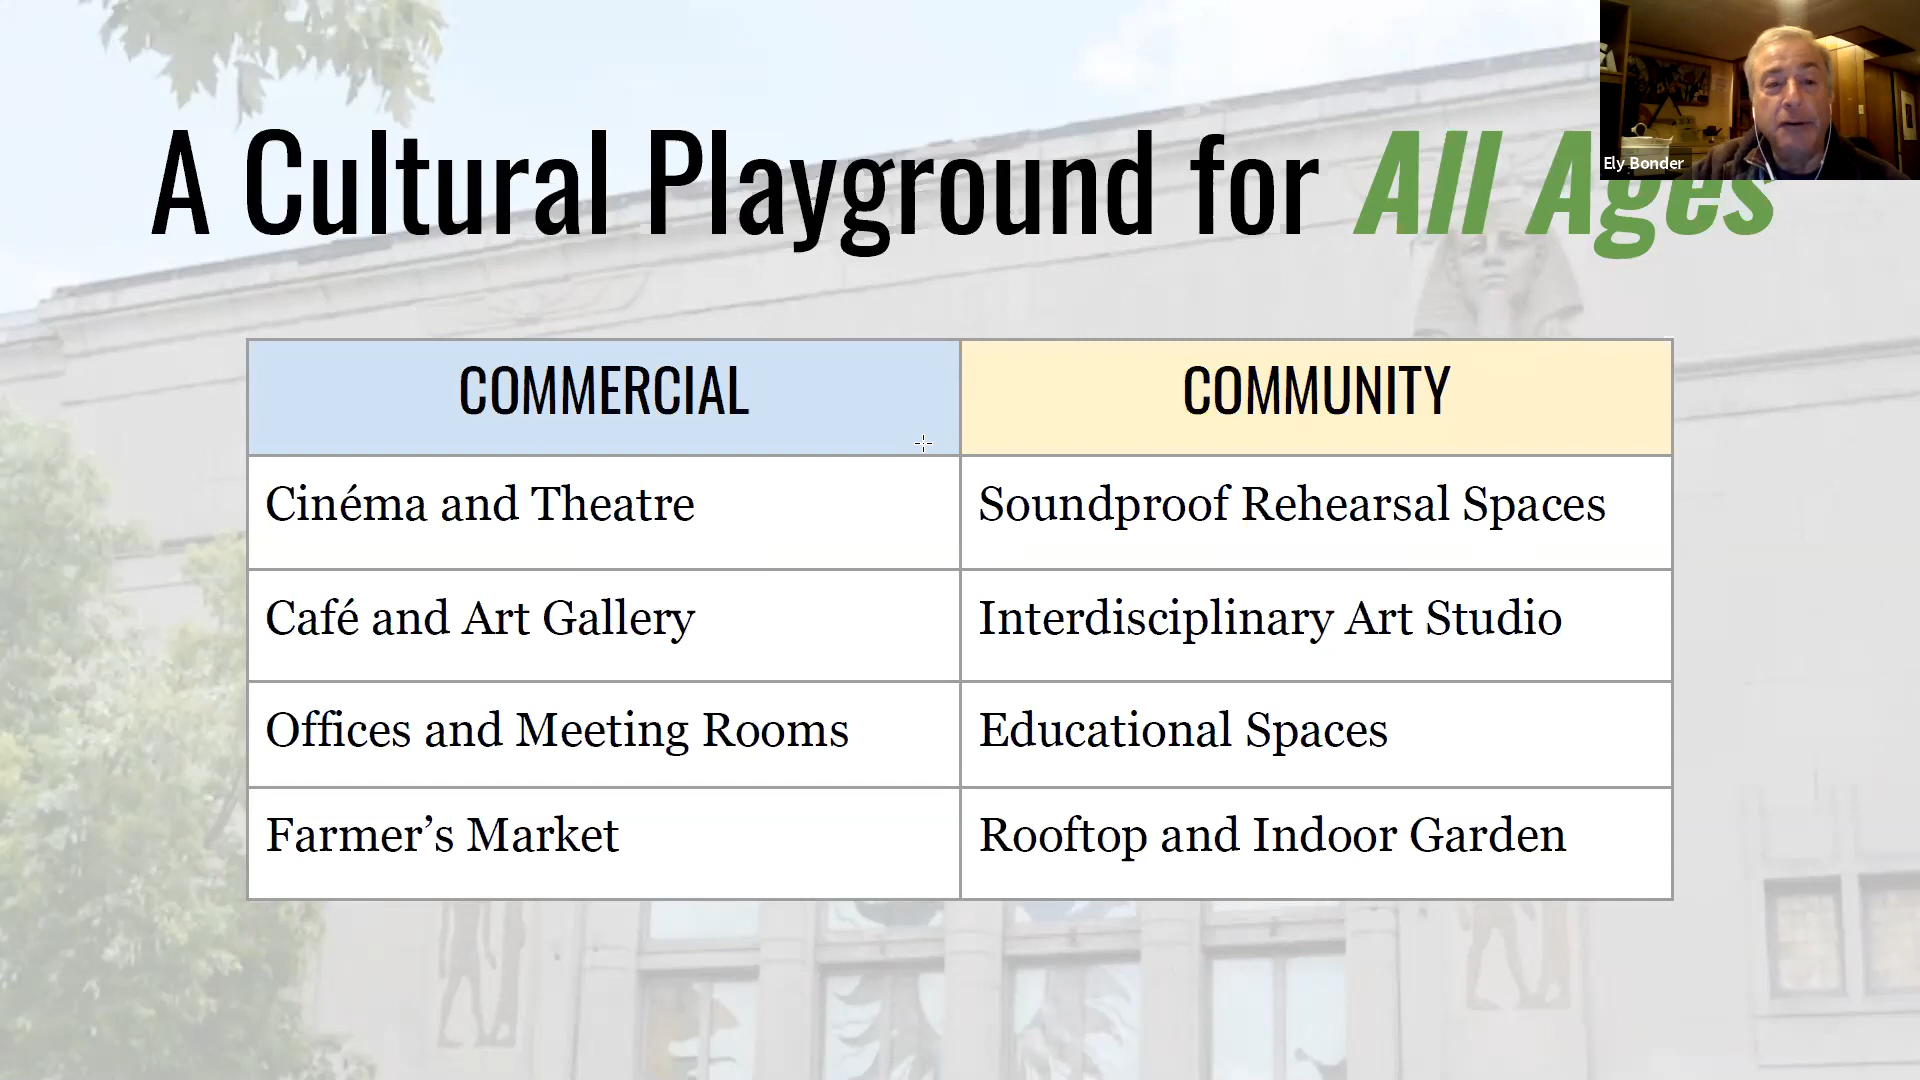 A Cultural Playground for All Ages
Ely Bonder
COMMERCIAL
COMMUNITY
Cinéma and Theatre
Soundproof Rehearsal Spaces
Café and Art Gallery
Interdisciplinary Art Studio
Offices and Meeting Rooms
Educational Spaces
Farmer’s Market
Rooftop and Indoor Garden